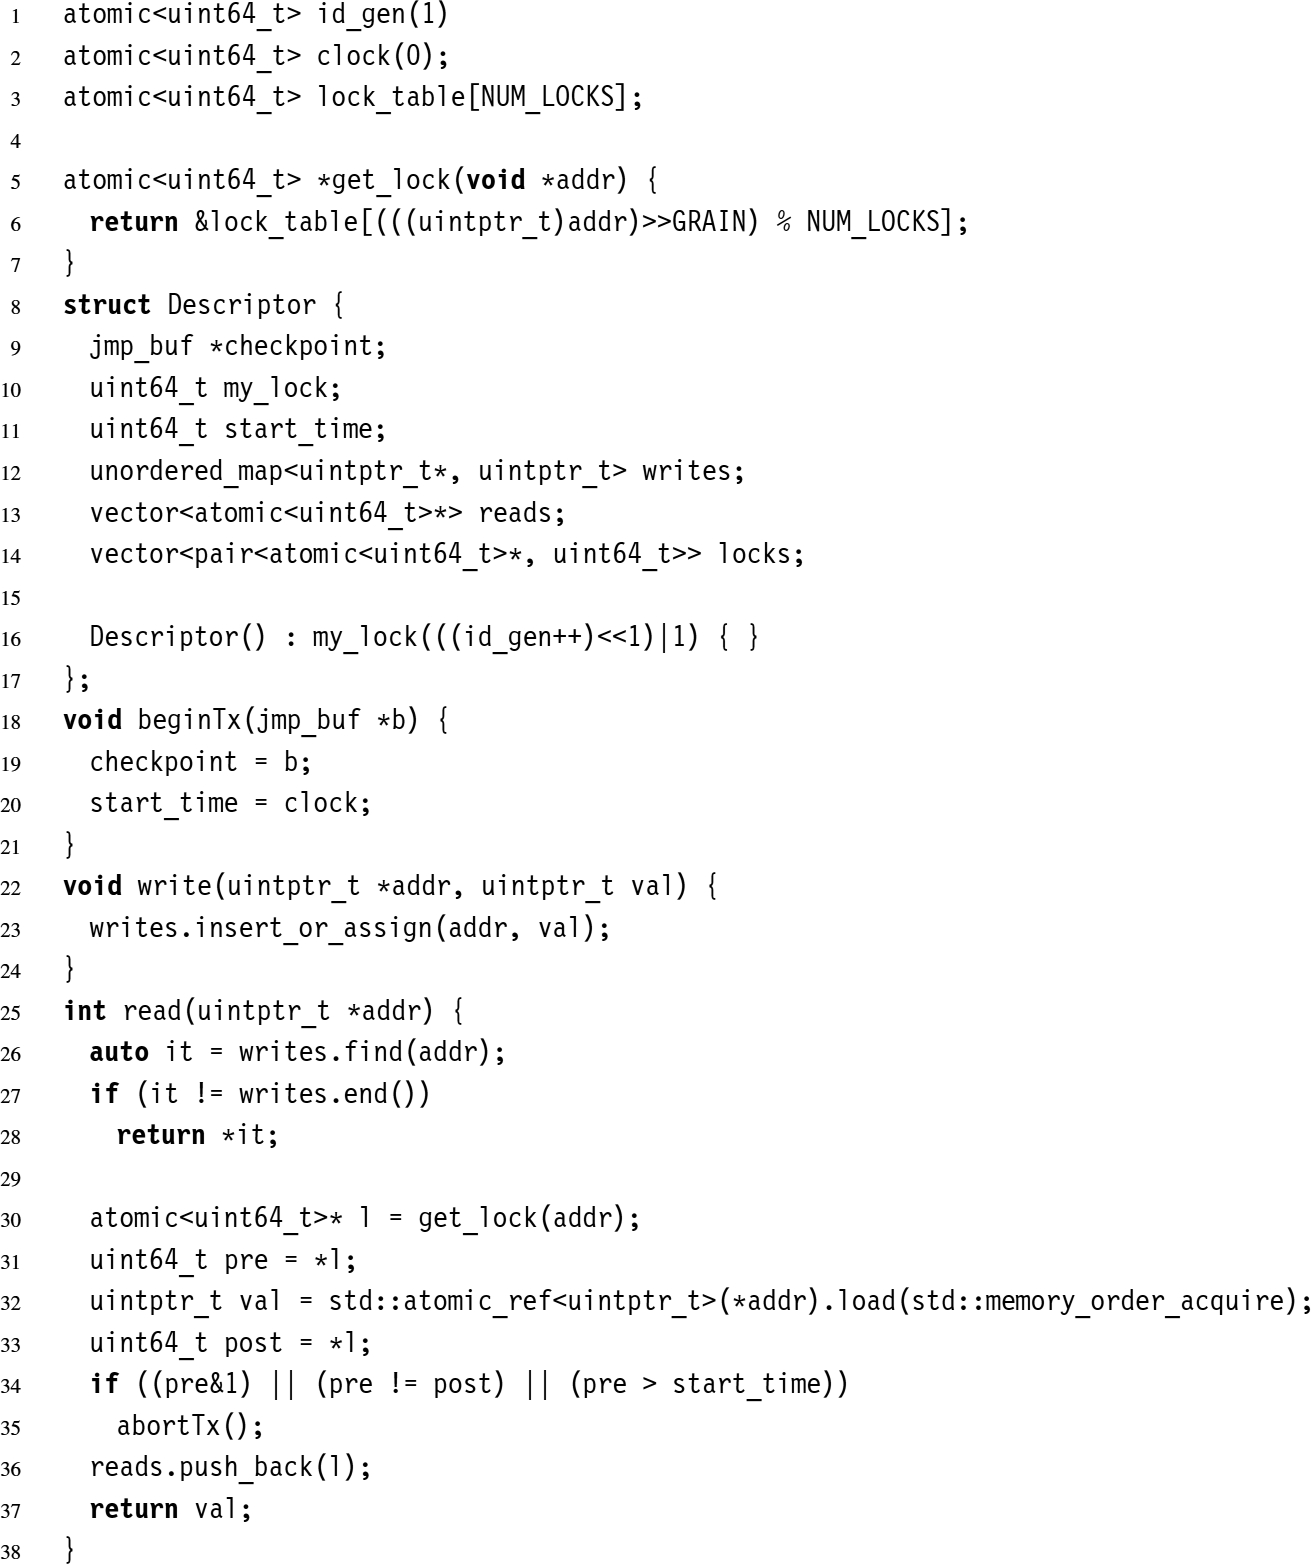 1 atomic<uint64_t> id_gen(1)
2 atomic<uint64_t> clock(0);
3 atomic<uint64_t> lock_table[NUM_LOCKS];
4
5 atomic<uint64_t> *get_lock(void *addr) {
6 return &lock_table[(((uintptr_t)addr)>>GRAIN) % NUM_LOCKS];
7 }
8 struct Descriptor {
9 jmp_buf *checkpoint;
10 uint64_t my_lock;
11 uint64_t start_time;
12 unordered_map<uintptr_t*, uintptr_t> writes;
13 vector<atomic<uint64_t>*> reads;
14 vector<pair<atomic<uint64_t>*, uint64_t>> locks;
15
16 Descriptor() : my_lock(((id_gen++)<<1)|1) { }
17 };
18 void beginTx(jmp_buf *b) {
19 checkpoint = b;
20 start_time = clock;
21 }
22 void write(uintptr_t *addr, uintptr_t val) {
23 writes.insert_or_assign(addr, val);
24 }
25 int read(uintptr_t *addr) {
26 auto it = writes.find(addr);
27 if (it != writes.end())
28 return *it;
29
30 atomic<uint64_t>* l = get_lock(addr);
31 uint64_t pre = *l;
32 uintptr_t val = std::atomic_ref<uintptr_t>(*addr).load(std::memory_order_acquire);
33 uint64_t post = *l;
34 if ((pre&1) || (pre != post) || (pre > start_time))
35 abortTx();
36 reads.push_back(l);
37 return val;
38 }